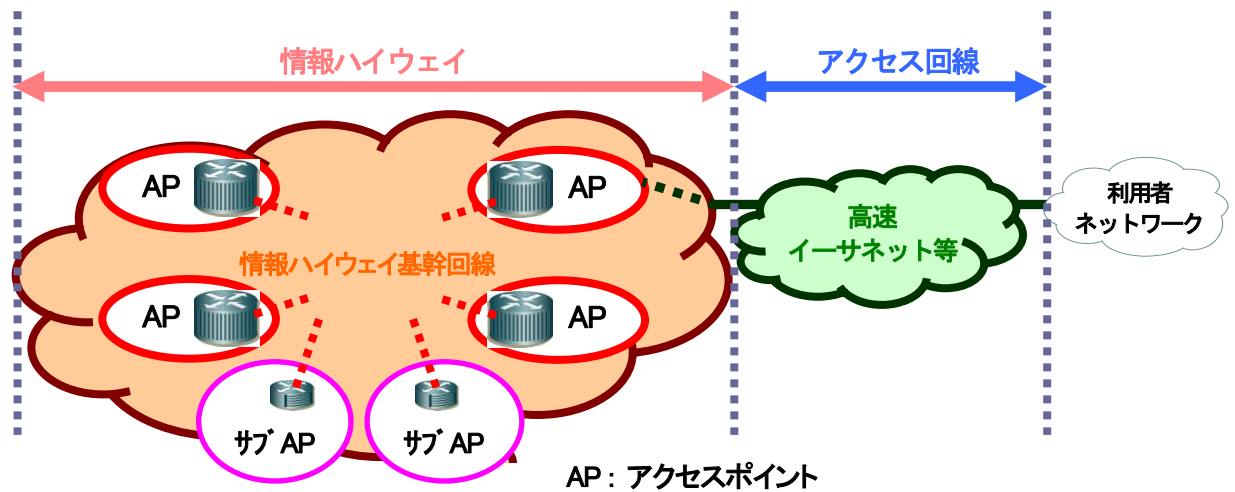 情報ハイウェイ
アクセス回線
AP
AP
利用者
ネットワーク
高速
イーサネット等
情報ハイウェイ基幹回線
AP
AP
ｻﾌﾞ AP
ｻﾌﾞ AP
AP : アクセスポイント